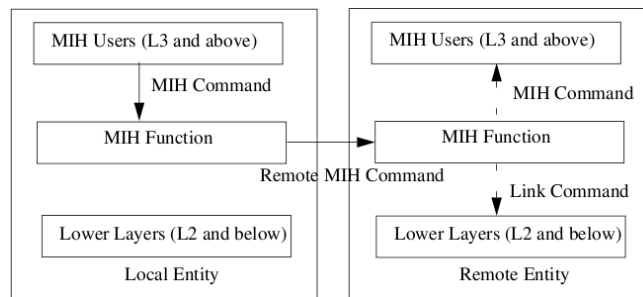 MIH Users (L3 and above)
MIH Command
MIH Function
Lower Layers (L2 and below)
Local Entity
Remote MIH Command
MIH Users (L3 and above)
MIH Command
MIH Function
Link Command
Lower Layers (L2 and below)
Remote Entity